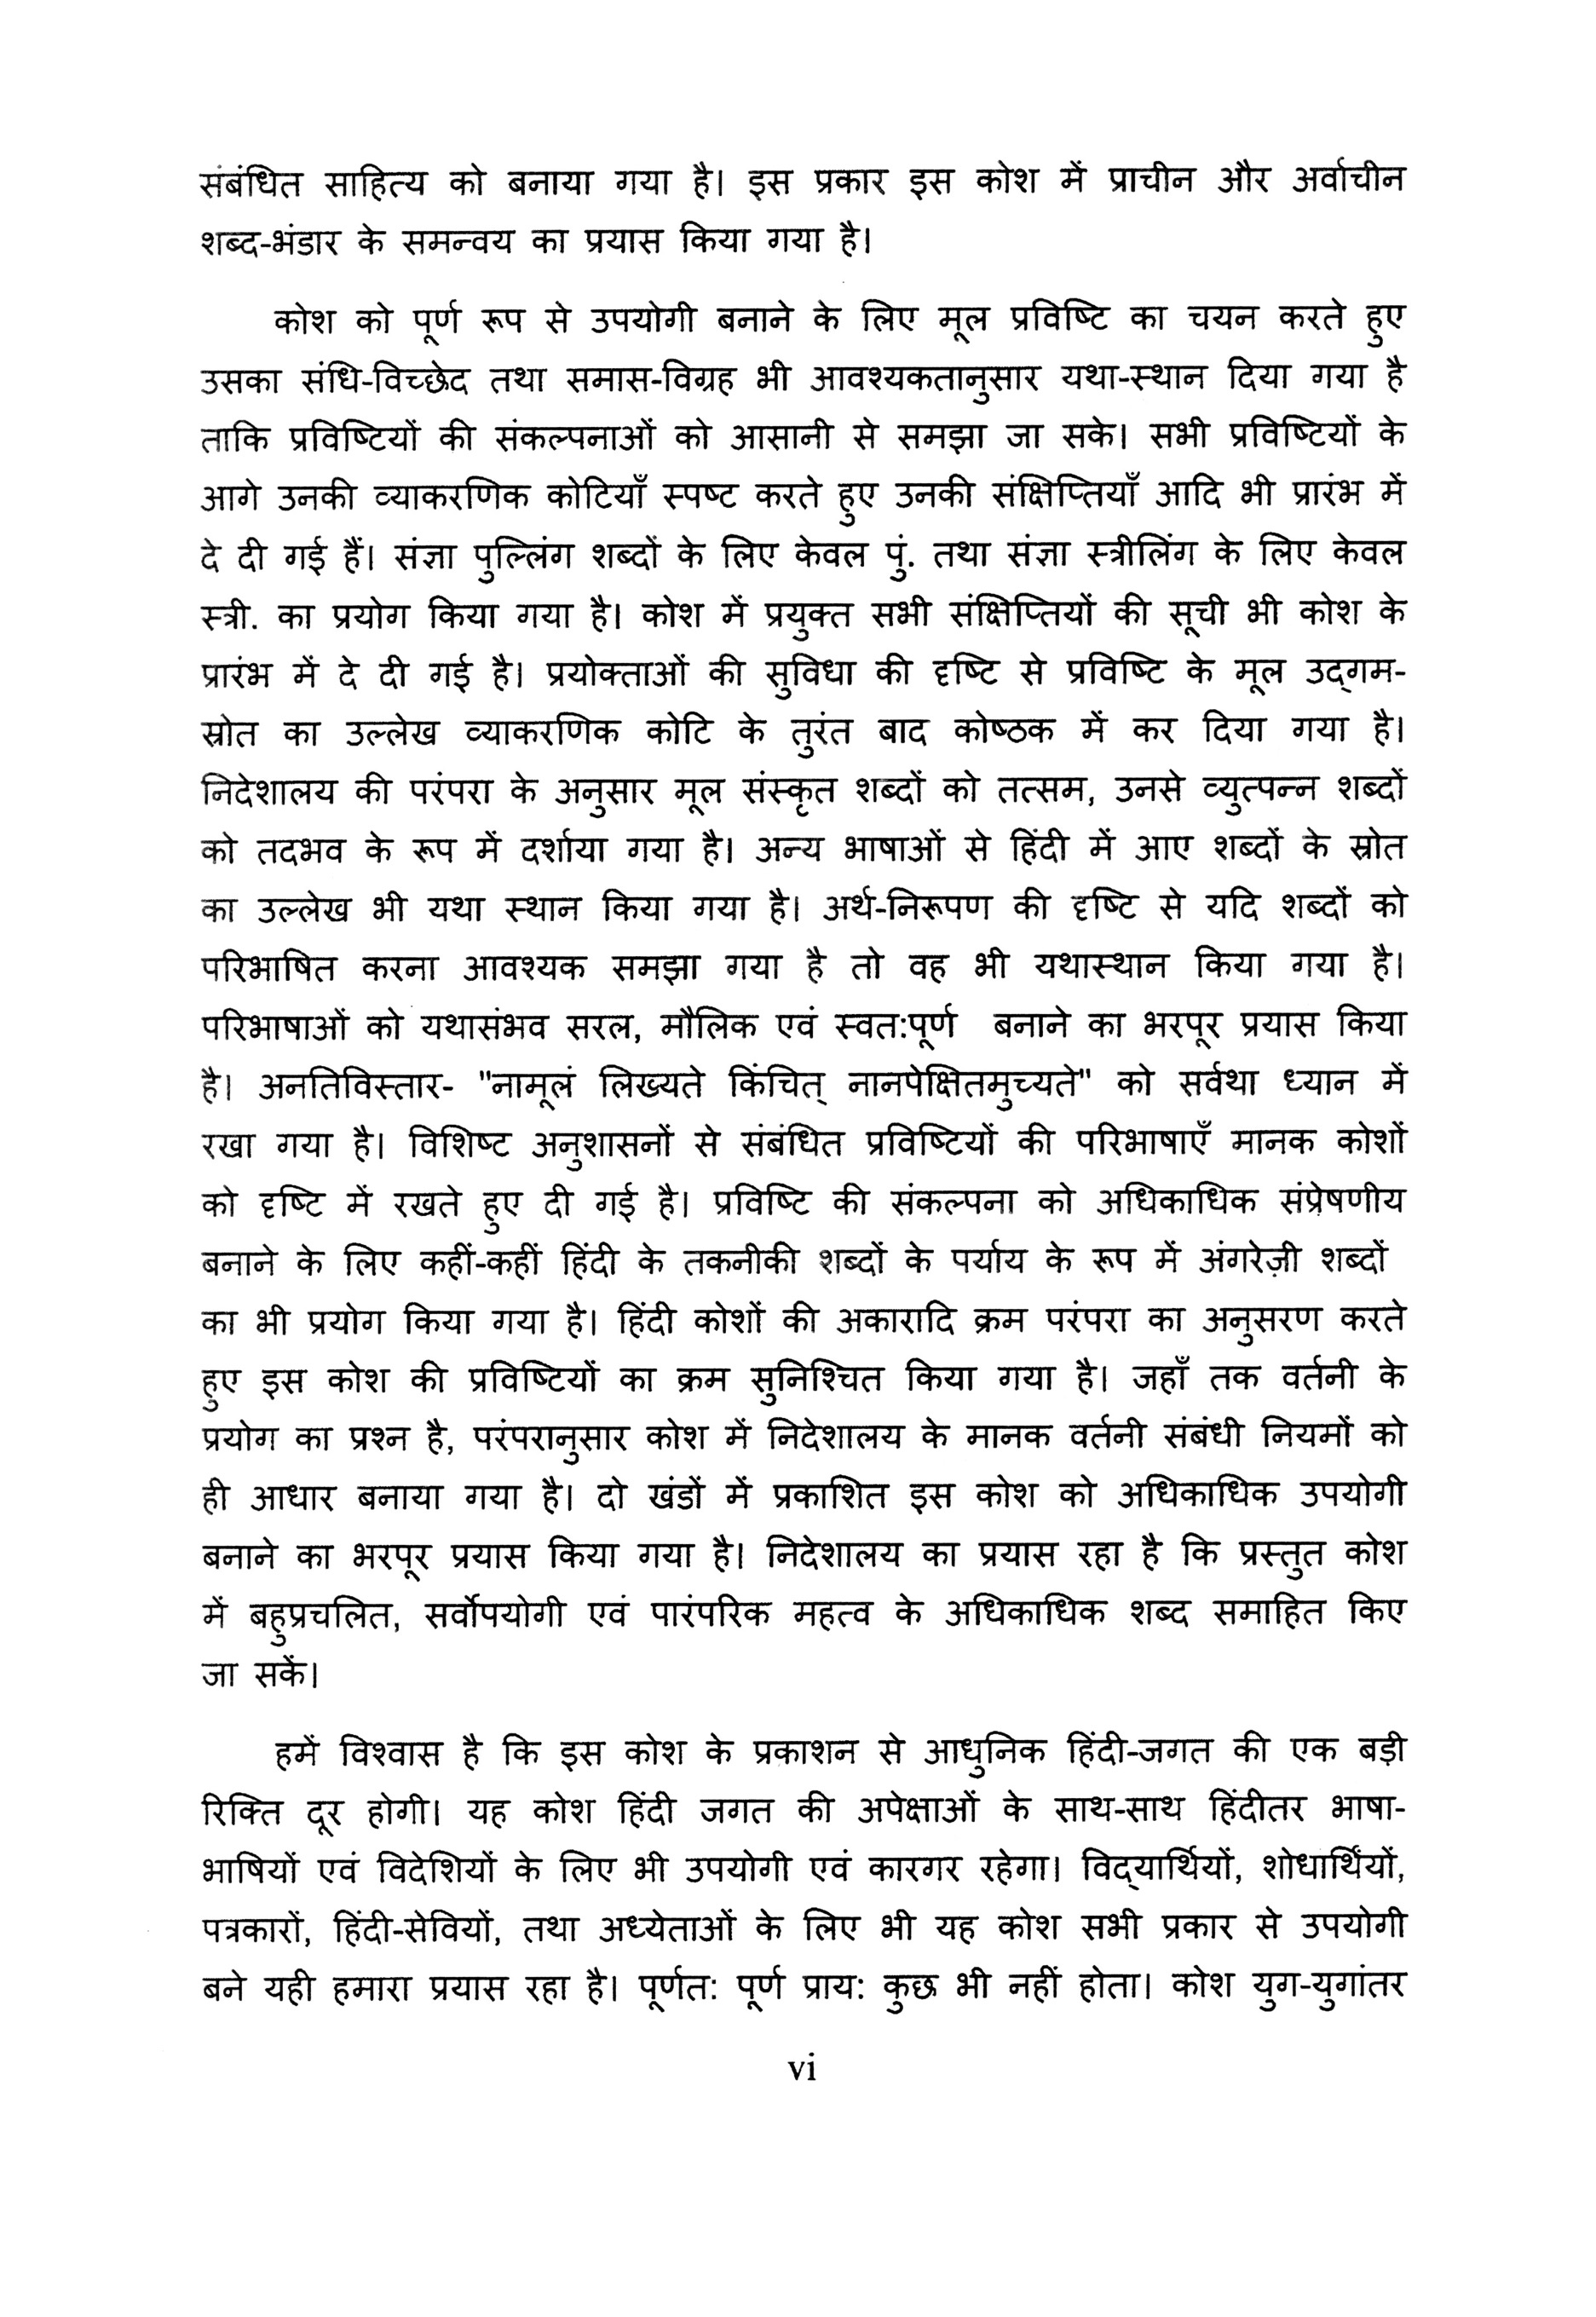 संबंधित साहित्य को बनाया गया है। इस प्रकार इस कोश में प्राचीन और अर्वाचीन
शब्द-भंडार के समन्वय का प्रयास किया गया है।
कोश को पूर्ण रूप से उपयोगी बनाने के लिए मूल प्रविष्टि का चयन करते हुए
उसका संधि-विच्छेद तथा समास-विग्रह भी आवश्यकतानुसार यथा-स्थान दिया गया है
ताकि प्रविष्टियों की संकल्पनाओं को आसानी से समझा जा सके। सभी प्रविष्टियों के
आगे उनकी व्याकरणिक कोटियाँ स्पष्ट करते हुए उनकी संक्षिप्तियाँ आदि भी प्रारंभ में
दे दी गई हैं। संज्ञा पुल्लिंग शब्दों के लिए केवल पुं. तथा संज्ञा स्त्रीलिंग के लिए केवल
स्त्री. का प्रयोग किया गया है। कोश में प्रयुक्त सभी संक्षिप्तियों की सूची भी कोश के
प्रारंभ में दे दी गई है। प्रयोक्ताओं की सुविधा की दृष्टि से प्रविष्टि के मूल उद्‌गम-
स्रोत का उल्लेख व्याकरणिक कोटि के तुरंत बाद कोष्ठक में कर दिया गया है।
निदेशालय की परंपरा के अनुसार मूल संस्कृत शब्दों को तत्सम, उनसे व्युत्पन्न शब्दों
को तदभव के रूप में दर्शाया गया है। अन्य भाषाओं से हिंदी में आए शब्दों के स्रोत
का उल्लेख भी यथा स्थान किया गया है। अर्थ-निरूपण की दृष्टि से यदि शब्दों को
परिभाषित करना आवश्यक समझा गया है तो वह भी यथास्थान किया गया है।
परिभाषाओं को यथासंभव सरल, मौलिक एवं स्वत:पूर्ण बनाने का भरपूर प्रयास किया
है। अनतिविस्तार- "नामूलं लिख्यते किंचित् नानपेक्षितमुच्यते" को सर्वथा ध्यान में
रखा गया है। विशिष्ट अनुशासनों से संबंधित प्रविष्टियों की परिभाषाएँ मानक कोशों
को दृष्टि में रखते हुए दी गई है। प्रविष्टि की संकल्पना को अधिकाधिक संप्रेषणीय
बनाने के लिए कहीं-कहीं हिंदी के तकनीकी शब्दों के पर्याय के रूप में अंगरेज़ी शब्दों
का भी प्रयोग किया गया है। हिंदी कोशों की अकारादि क्रम परंपरा का अनुसरण करते
हुए इस कोश की प्रविष्टियों का क्रम सुनिश्चित किया गया है। जहाँ तक वर्तनी के
प्रयोग का प्रश्न है, परंपरानुसार कोश में निदेशालय के मानक वर्तनी संबंधी नियमों को
ही आधार बनाया गया है। दो खंडों में प्रकाशित इस कोश को अधिकाधिक उपयोगी
बनाने का भरपूर प्रयास किया गया है। निदेशालय का प्रयास रहा है कि प्रस्तुत कोश
में बहुप्रचलित, सर्वोपयोगी एवं पारंपरिक महत्व के अधिकाधिक शब्द समाहित किए
जा सकें।
हमें विश्वास है कि इस कोश के प्रकाशन से आधुनिक हिंदी-जगत की एक बड़ी
रिक्ति दूर होगी। यह कोश हिंदी जगत की अपेक्षाओं के साथ-साथ हिंदीतर भाषा-
भाषियों एवं विदेशियों के लिए भी उपयोगी एवं कारगर रहेगा। विद्‌यार्थियों, शोधार्थियों,
पत्रकारों, हिंदी-सेवियों, तथा अध्येताओं के लिए भी यह कोश सभी प्रकार से उपयोगी
बने यही हमारा प्रयास रहा है। पूर्णत: पूर्ण प्राय: कुछ भी नहीं होता। कोश युग-युगांतर
vi